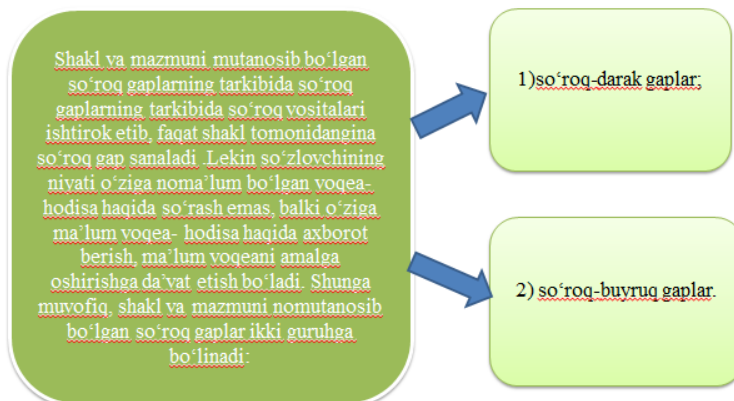 Shakl va mazmuni mutanosib bo‘lgan
so‘roq gaplarning tarkibida so‘roq
gaplarning tarkibida so‘roq vositalari
ishtirok etib, faqat shakl tomonidangina
so‘roq gap sanaladi .Lekin so‘zlovchining
niyati o‘ziga noma’lum bo‘lgan voqea-
hodisa haqida so‘rash emas, balki o‘ziga
ma’lum voqea- hodisa haqida axborot
berish, ma’lum voqeani amalga
oshirishga da’vat etish bo‘ladi. Shunga
muvofiq, shakl va mazmuni nomutanosib
bo‘lgan so‘roq gaplar ikki guruhga
bo‘linadi:
1)so‘roq-darak gaplar;
2) so‘roq-buyruq gaplar.